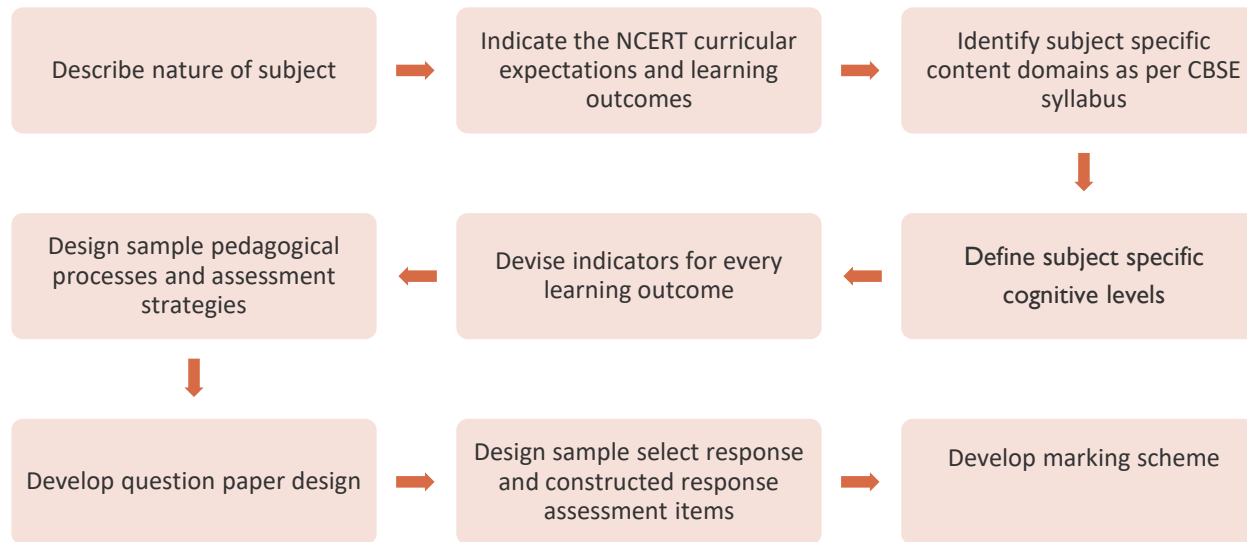 Describe nature of subject
Indicate the NCERT curricular
expectations and learning
outcomes
Identify subject specific
content domains as per CBSE
syllabus
Define subject specific
cognitive levels
Devise indicators for every
learning outcome
Design sample pedagogical
processes and assessment
strategies
Develop question paper design
Design sample select response
and constructed response
assessment items
Develop marking scheme